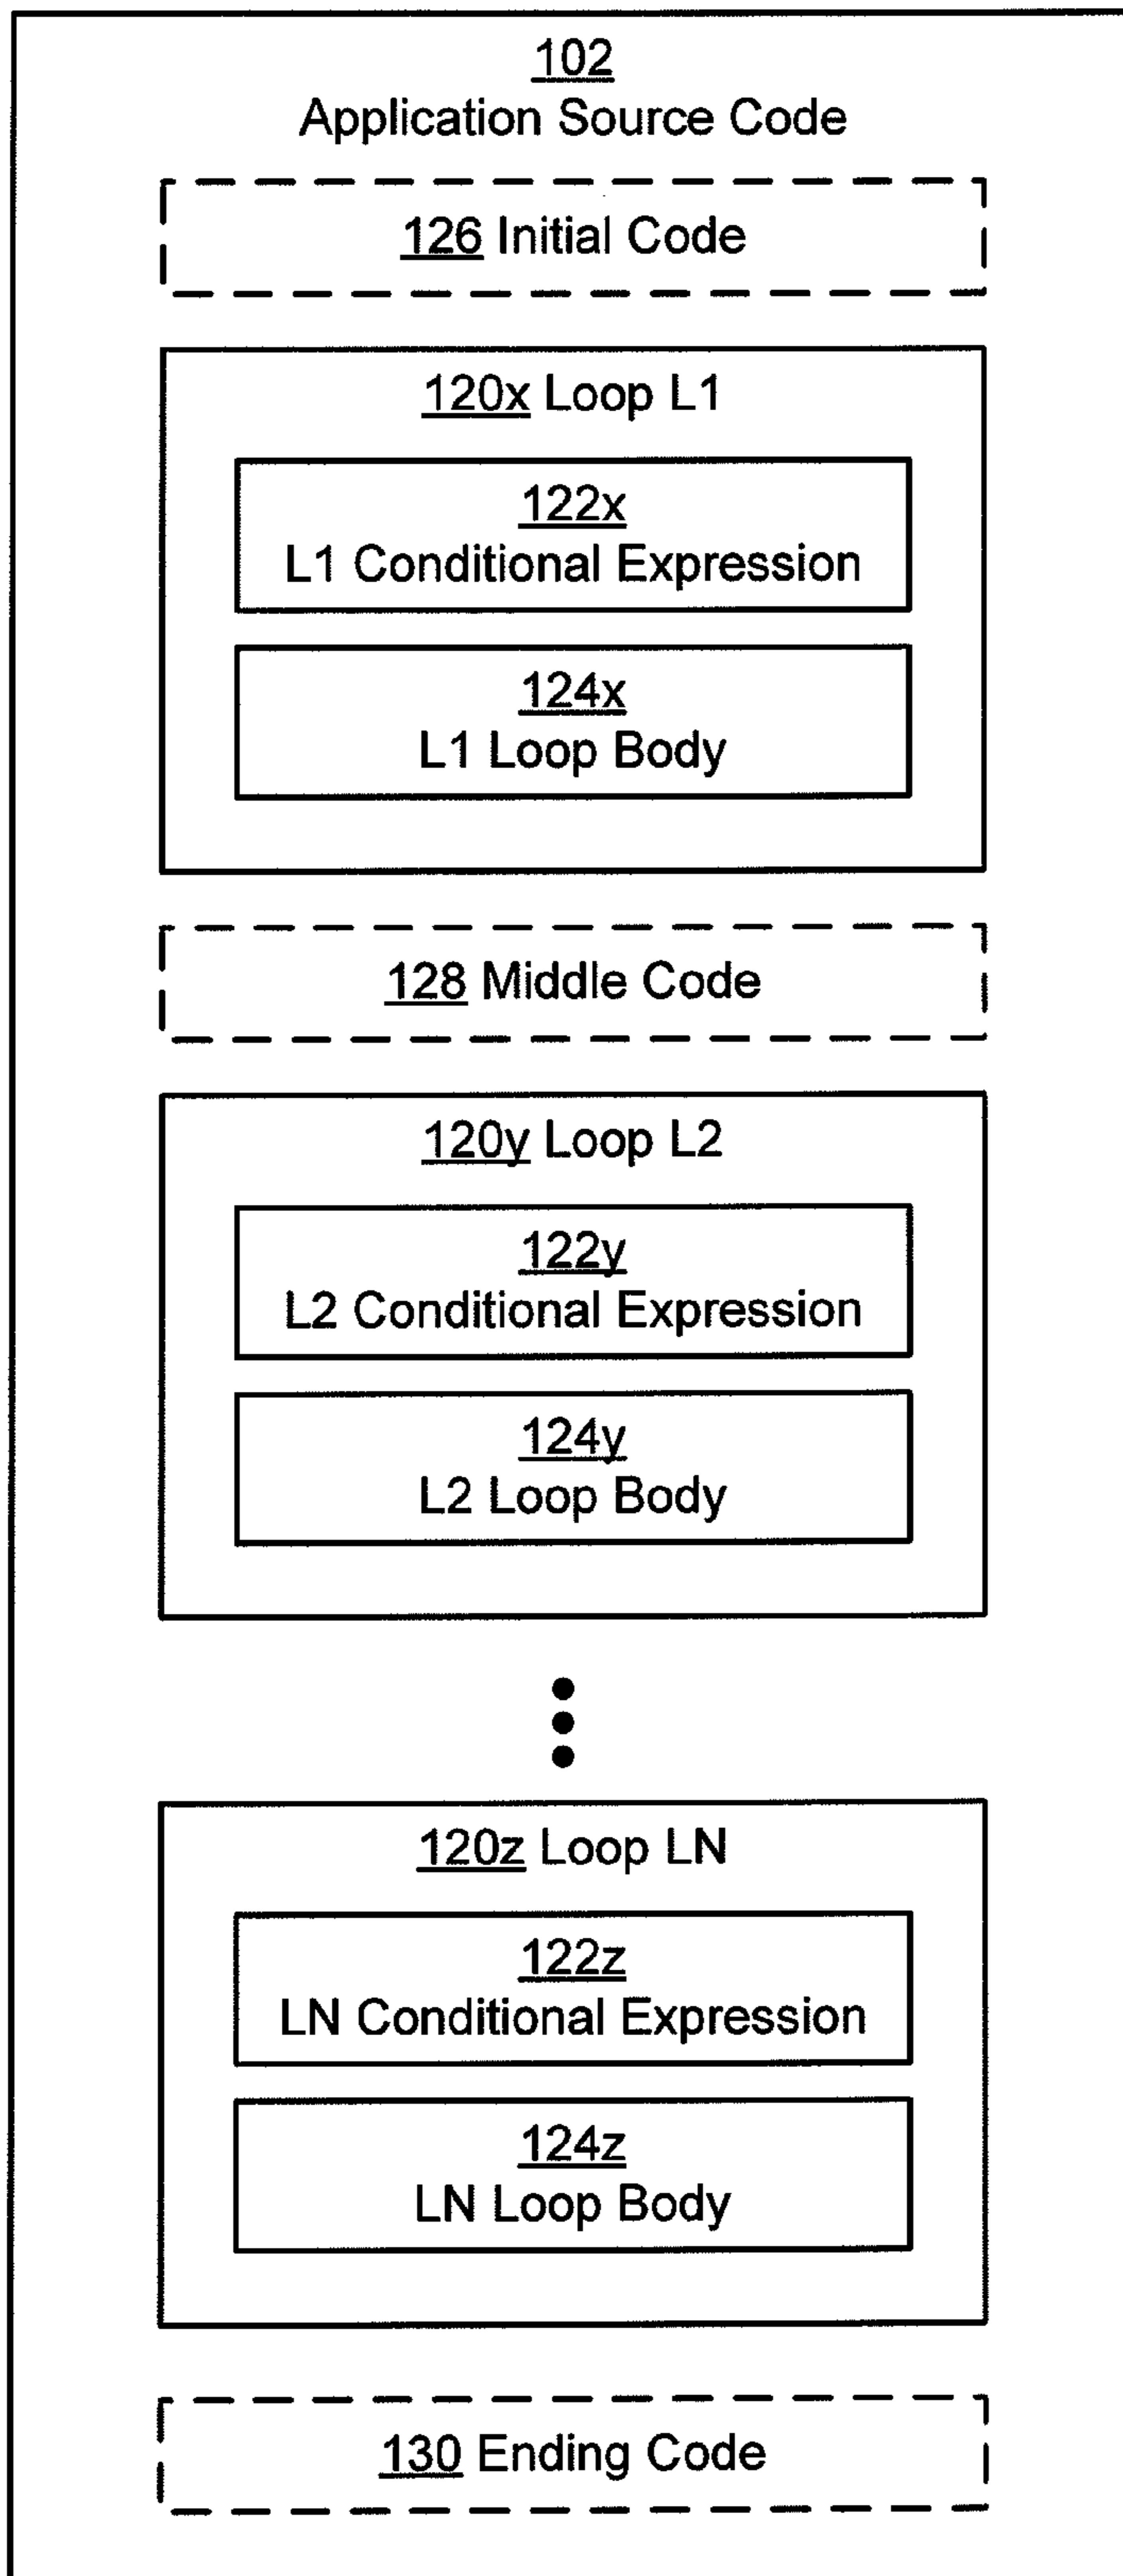 102
Application Source Code
126 Initial Code
120x Loop L1
122x
L1 Conditional Expression
124x
L1 Loop Body
128 Middle Code
120y Loop L2
122y
L2 Conditional Expression
124y
L2 Loop Body
120z Loop LN
122z
LN Conditional Expression
124z
LN Loop Body
130 Ending Code